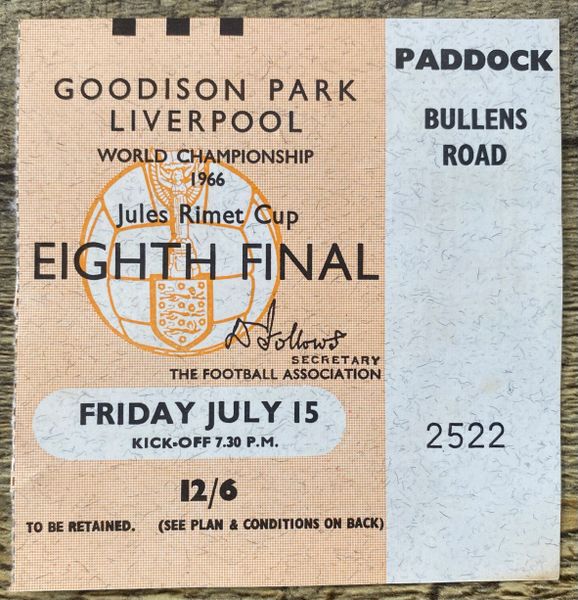 GOODISON PARK
LIVERPOOL
WORLD CHAMPIONSHIP
1966
Jules Rimet Cup
EIGHTH FINAL
D Follows
SECRETARY
THE FOOTBALL ASSOCIATION
FRIDAY JULY 15
KICK-OFF 7.30 P.M.
12/6
TO BE RETAINED. (SEE PLAN & CONDITIONS ON BACK)
PADDOCK
BULLENS
ROAD
2522